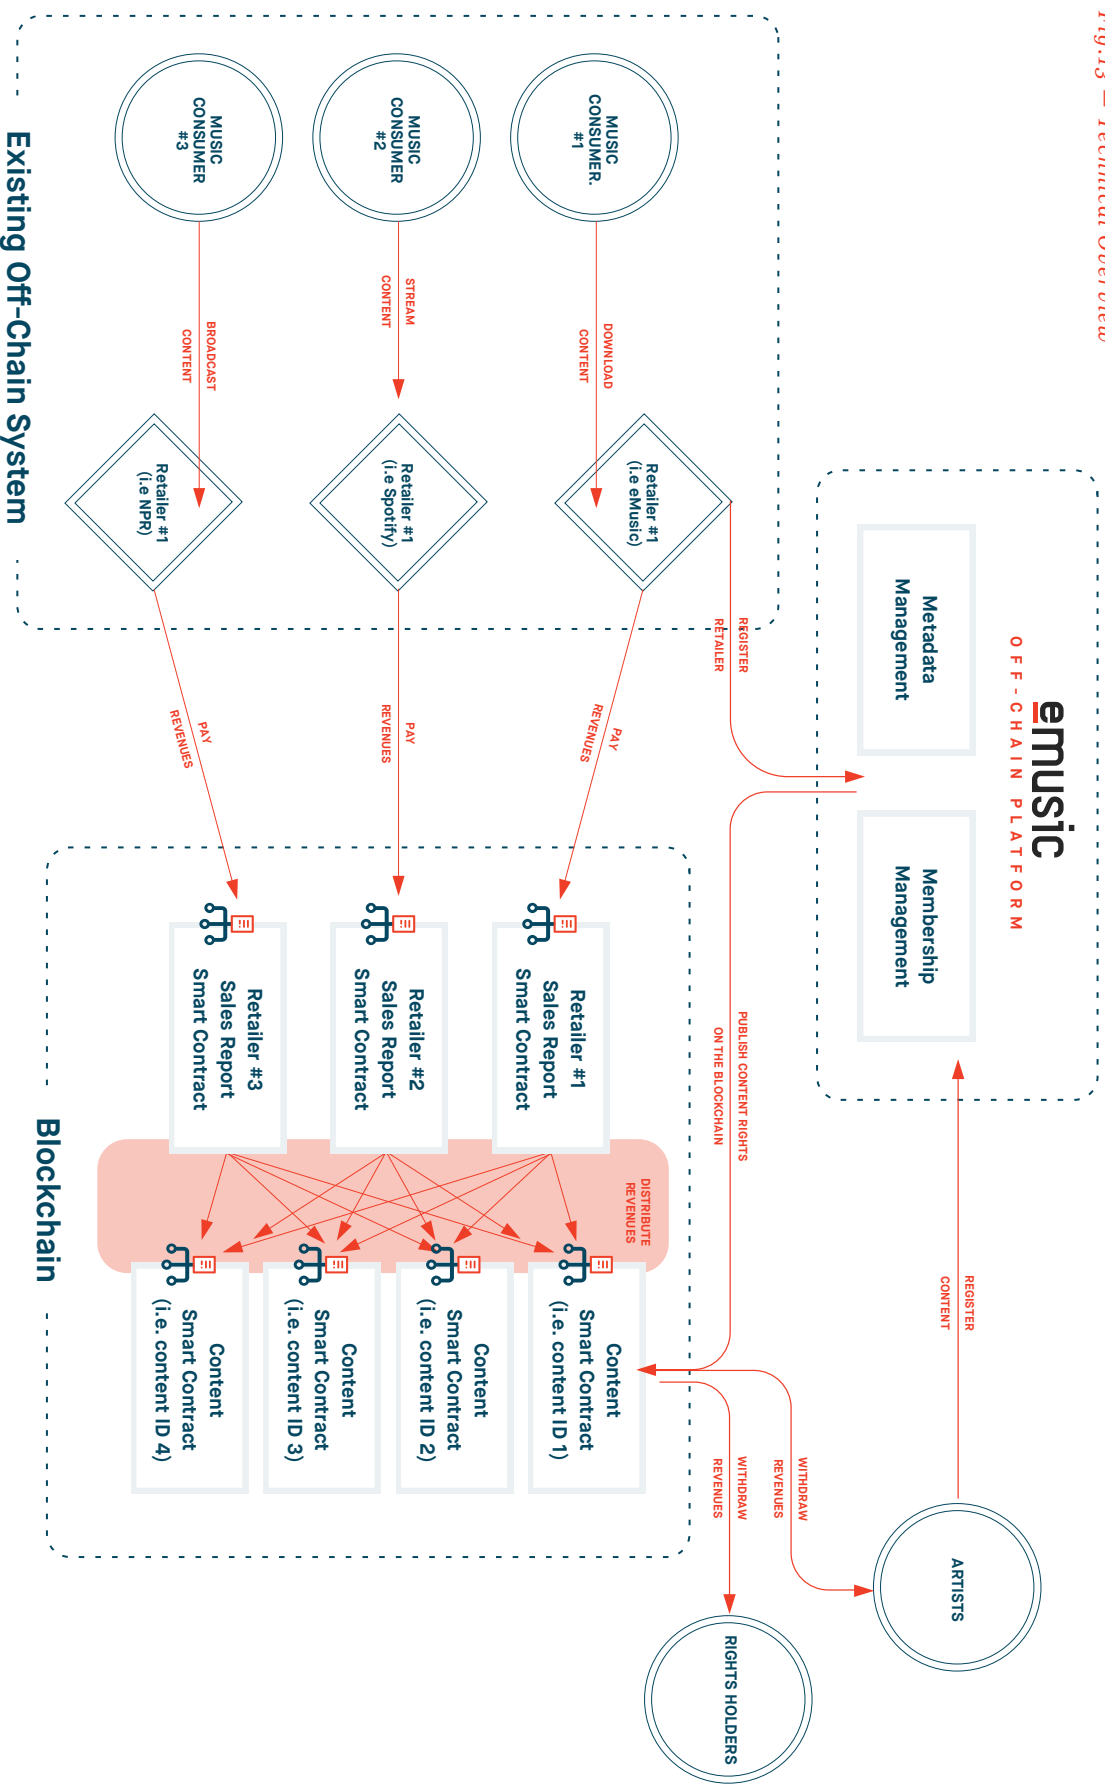 Fig.13 — Technical Overview
emusic
OFF-CHAIN PLATFORM
Metadata
Management
Membership
Management
REGISTER
CONTENT
ARTISTS
REGISTER
RETAILER
PUBLISH CONTENT RIGHTS
ON THE BLOCKCHAIN
WITHDRAW
REVENUES
WITHDRAW
REVENUES
RIGHTS HOLDERS
MUSIC
CONSUMER.
#1
DOWNLOAD
CONTENT
Retailer #1
(i.e eMusic)
PAY
REVENUES
Retailer #1
Sales Report
Smart Contract
DISTRIBUTE
REVENUES
Content
Smart Contract
(i.e. content ID 1)
MUSIC
CONSUMER
#2
STREAM
CONTENT
Retailer #1
(i.e Spotify)
PAY
REVENUES
Retailer #2
Sales Report
Smart Contract
Content
Smart Contract
(i.e. content ID 2)
Content
Smart Contract
(i.e. content ID 3)
MUSIC
CONSUMER
#3
BROADCAST
CONTENT
Retailer #1
(i.e NPR)
PAY
REVENUES
Retailer #3
Sales Report
Smart Contract
Content
Smart Contract
(i.e. content ID 4)
Existing Off-Chain System
Blockchain